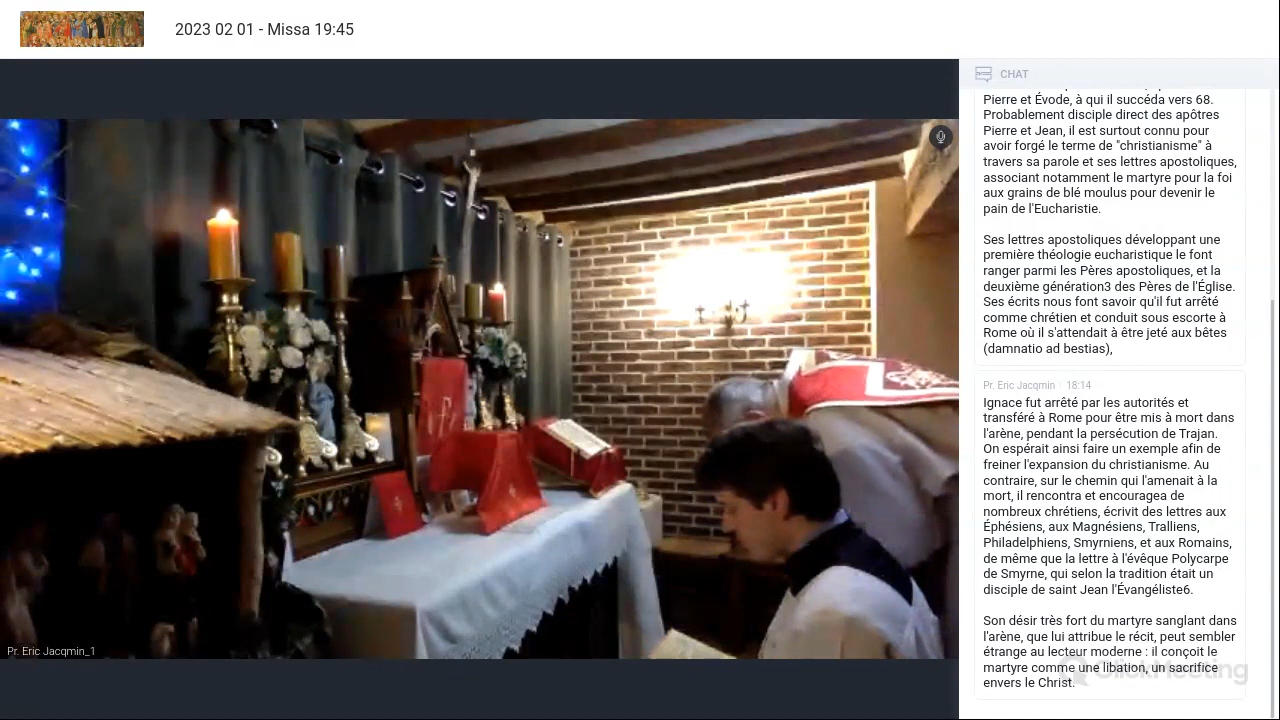 2023 02 01 - Missa 19:45
CHAT
Pierre et Évode, à qui il succéda vers 68.
Probablement disciple direct des apôtres
Pierre et Jean, il est surtout connu pour
avoir forgé le terme de "christianisme" à
travers sa parole et ses lettres apostoliques,
associant notamment le martyre pour la foi
aux grains de blé moulus pour devenir le
pain de l'Eucharistie.
Ses lettres apostoliques développant une
première théologie eucharistique le font
ranger parmi les Pères apostoliques, et la
deuxième génération3 des Pères de l'Église.
Ses écrits nous font savoir qu'il fut arrêté
comme chrétien et conduit sous escorte à
Rome où il s'attendait à être jeté aux bêtes
(damnatio ad bestias),
Pr. Eric Jacqmin 18:14
Ignace fut arrêté par les autorités et
transféré à Rome pour être mis à mort dans
l'arène, pendant la persécution de Trajan.
On espérait ainsi faire un exemple afin de
freiner l'expansion du christianisme. Au
contraire, sur le chemin qui l'amenait à la
mort, il rencontra et encouragea de
nombreux chrétiens, écrivit des lettres aux
Éphésiens, aux Magnésiens, Tralliens,
Philadelphiens, Smyrniens, et aux Romains,
de même que la lettre à l'évêque Polycarpe
de Smyrne, qui selon la tradition était un
disciple de saint Jean l'Évangéliste6.
Son désir très fort du martyre sanglant dans
l'arène, que lui attribue le récit, peut sembler
étrange au lecteur moderne : il conçoit le
martyre comme une libation, un sacrifice
envers le Christ.
ClickMeeting
Pr. Eric Jacqmin_1